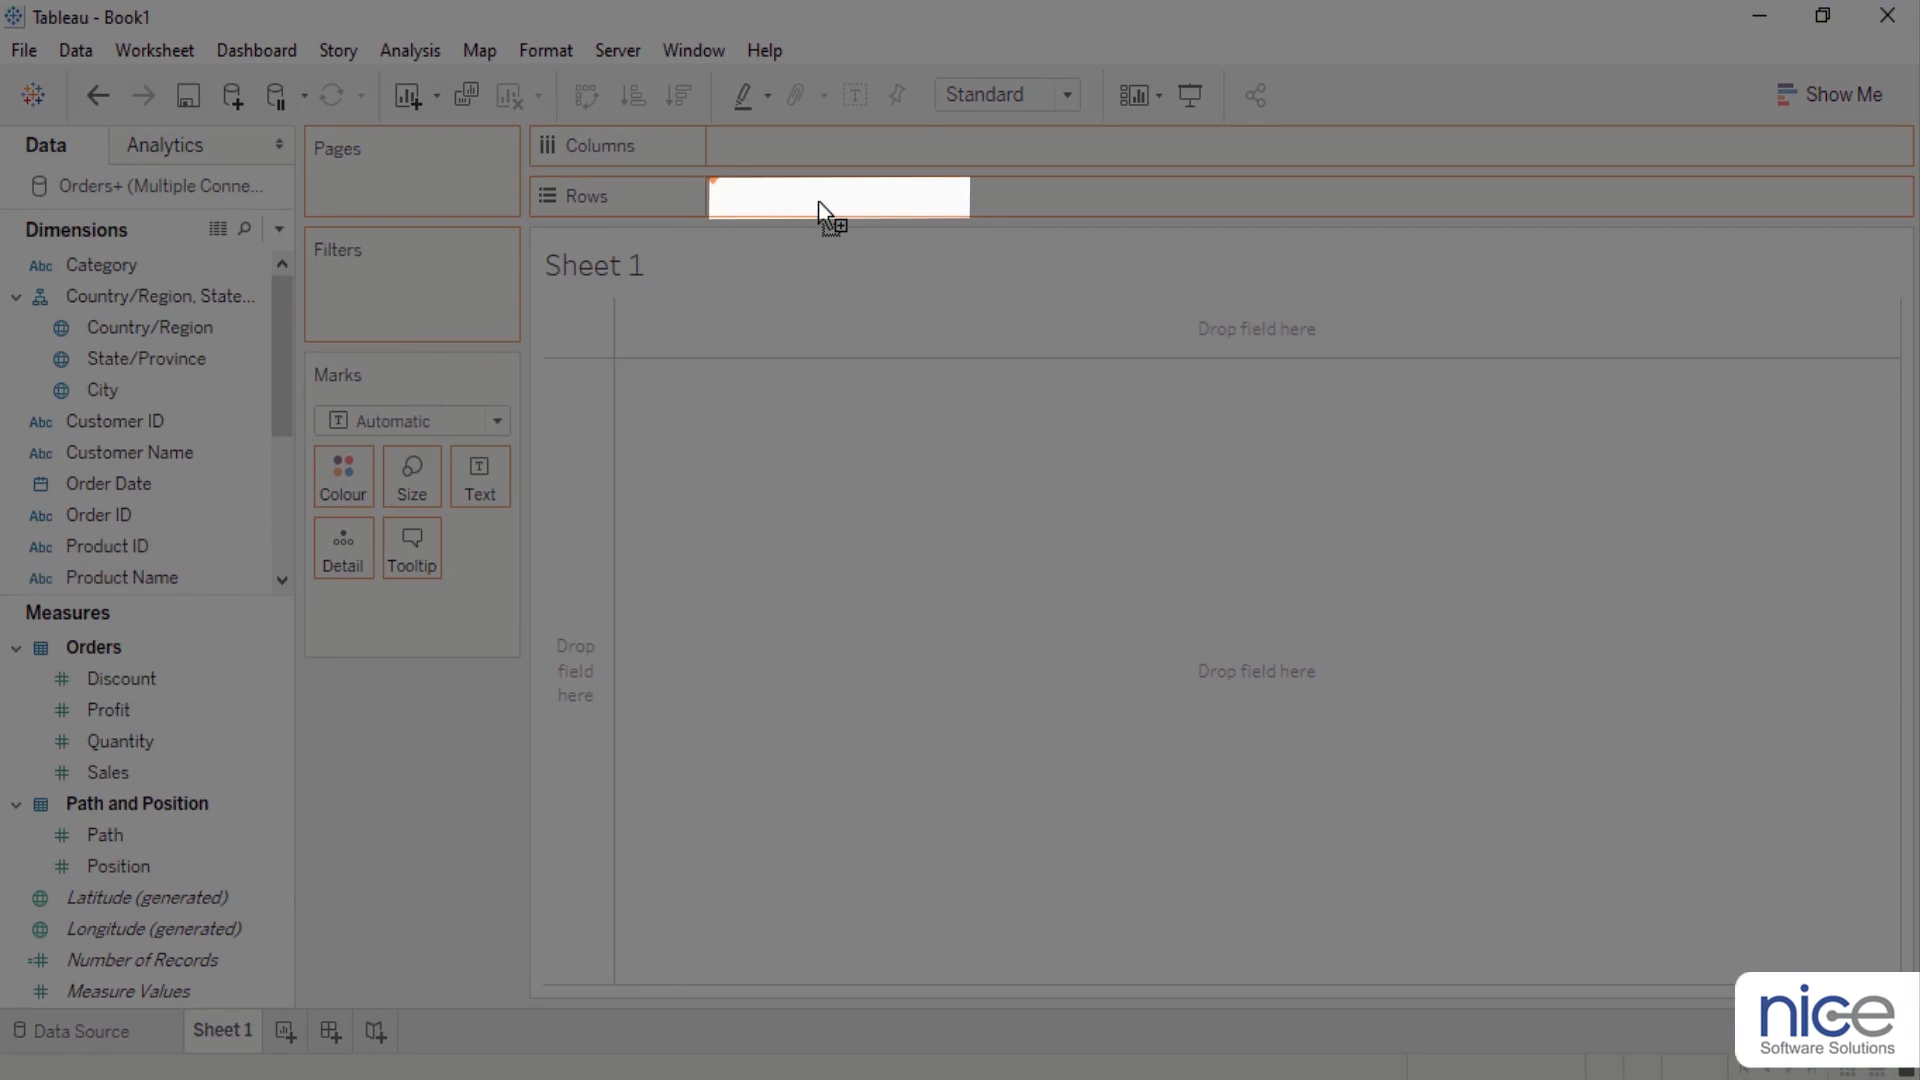 Tableau - Book1
File Data Worksheet Dashboard Story Analysis Map Format Server Window Help
Standard
Show Me
Data
Analytics
Pages
Columns
Orders+ (Multiple Conne...
Rows
Dimensions
Filters
Sheet 1
Abc Category
Country/Region, State...
Country/Region
State/Province
City
Abc Customer ID
Abc Customer Name
Order Date
Abc Order ID
Abc Product ID
Abc Product Name
Marks
Automatic
Colour
Size
Text
Detail
Tooltip
Drop field here
Drop
field
here
Drop field here
Measures
Orders
# Discount
# Profit
# Quantity
# Sales
Path and Position
# Path
# Position
Latitude (generated)
Longitude (generated)
=# Number of Records
# Measure Values
Data Source
Sheet 1
nice
Software Solutions